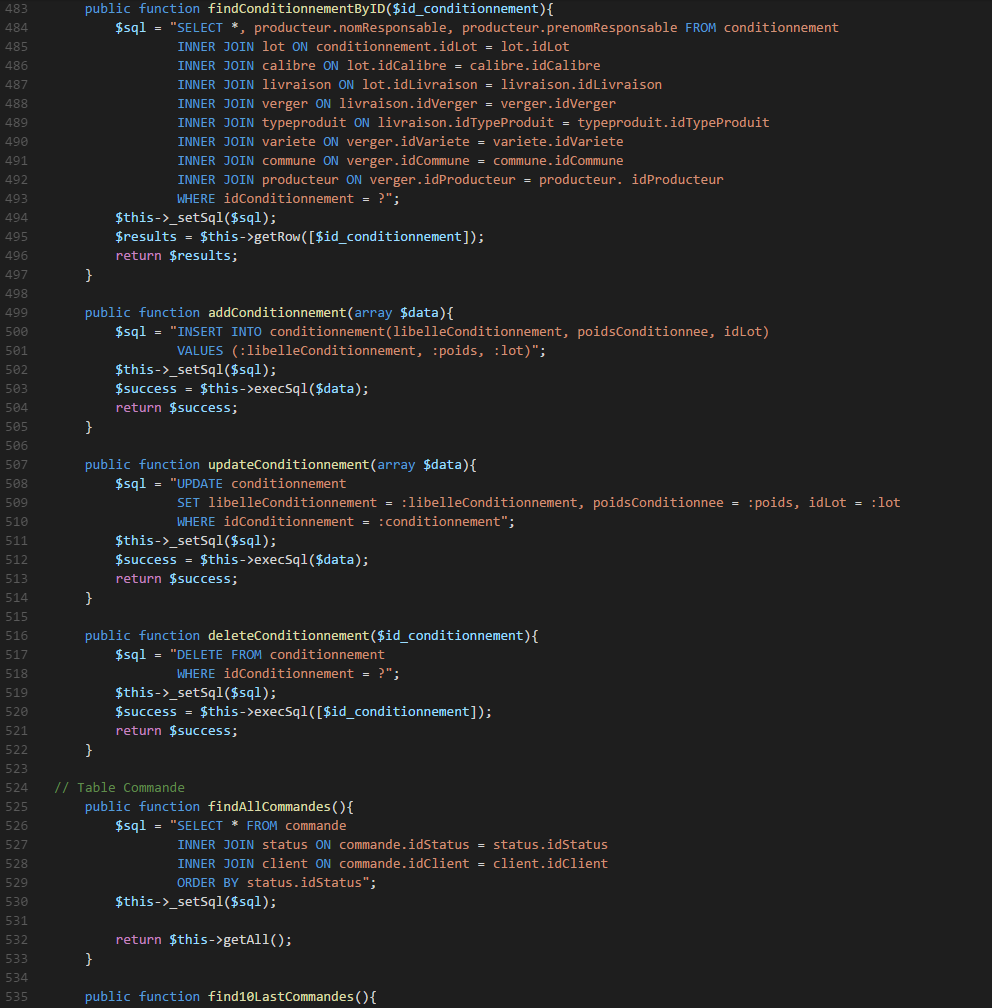 483 public function findConditionnementByID($id_conditionnement){
484 $sql = "SELECT *, producteur.nomResponsable, producteur.prenomResponsable FROM conditionnement
485 INNER JOIN lot ON conditionnement.idLot = lot.idLot
486 INNER JOIN calibre ON lot.idCalibre = calibre.idCalibre
487 INNER JOIN livraison ON lot.idLivraison = livraison.idLivraison
488 INNER JOIN verger ON livraison.idVerger = verger.idVerger
489 INNER JOIN typeproduit ON livraison.idTypeProduit = typeproduit.idTypeProduit
490 INNER JOIN variete ON verger.idVariete = variete.idVariete
491 INNER JOIN commune ON verger.idCommune = commune.idCommune
492 INNER JOIN producteur ON verger.idProducteur = producteur. idProducteur
493 WHERE idConditionnement = ?";
494 $this->_setSql($sql);
495 $results = $this->getRow([$id_conditionnement]);
496 return $results;
497 }
498
499 public function addConditionnement(array $data){
500 $sql = "INSERT INTO conditionnement(libelleConditionnement, poidsConditionnee, idLot)
501 VALUES (:libelleConditionnement, :poids, :lot)";
502 $this->_setSql($sql);
503 $success = $this->execSql($data);
504 return $success;
505 }
506
507 public function updateConditionnement(array $data){
508 $sql = "UPDATE conditionnement
509 SET libelleConditionnement = :libelleConditionnement, poidsConditionnee = :poids, idLot = :lot
510 WHERE idConditionnement = :conditionnement";
511 $this->_setSql($sql);
512 $success = $this->execSql($data);
513 return $success;
514 }
515
516 public function deleteConditionnement($id_conditionnement){
517 $sql = "DELETE FROM conditionnement
518 WHERE idConditionnement = ?";
519 $this->_setSql($sql);
520 $success = $this->execSql([$id_conditionnement]);
521 return $success;
522 }
523
524 // Table Commande
525 public function findAllCommandes(){
526 $sql = "SELECT * FROM commande
527 INNER JOIN status ON commande.idStatus = status.idStatus
528 INNER JOIN client ON commande.idClient = client.idClient
529 ORDER BY status.idStatus";
530 $this->_setSql($sql);
531
532 return $this->getAll();
533 }
534
535 public function find10LastCommandes(){